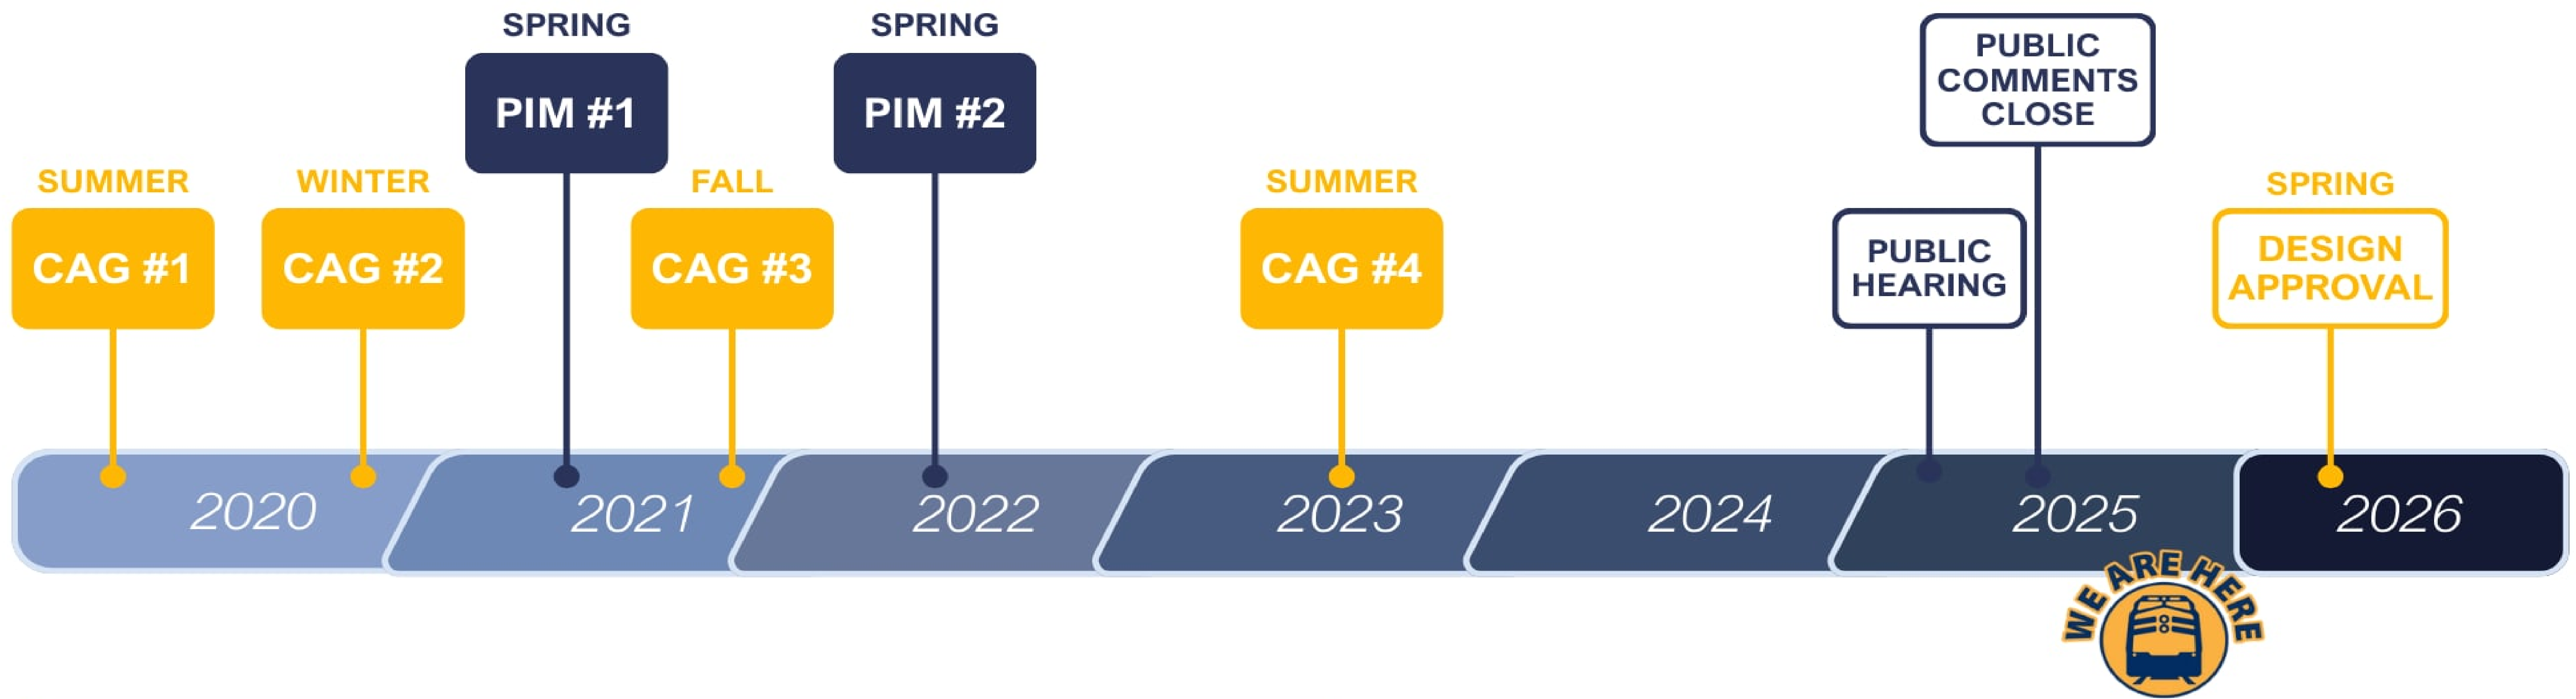 SPRING
PIM #1
SPRING
PIM #2
PUBLIC
COMMENTS
CLOSE
SUMMER
CAG #1
WINTER
CAG #2
FALL
CAG #3
SUMMER
CAG #4
PUBLIC
HEARING
SPRING
DESIGN
APPROVAL
2020
2021
2022
2023
2024
2025
2026
WE ARE HERE